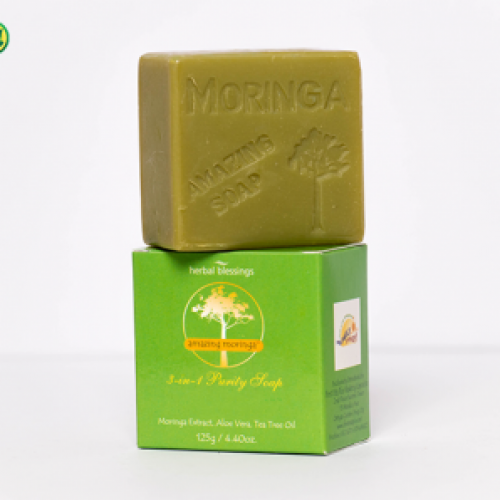 MORINGA
AMAZING
SOAP
herbal blessings
amazing moringa
3-in-1 Purity Soap
Moringa Extract, Aloe Vera, Tea Tree Oil
125g / 4.40oz.